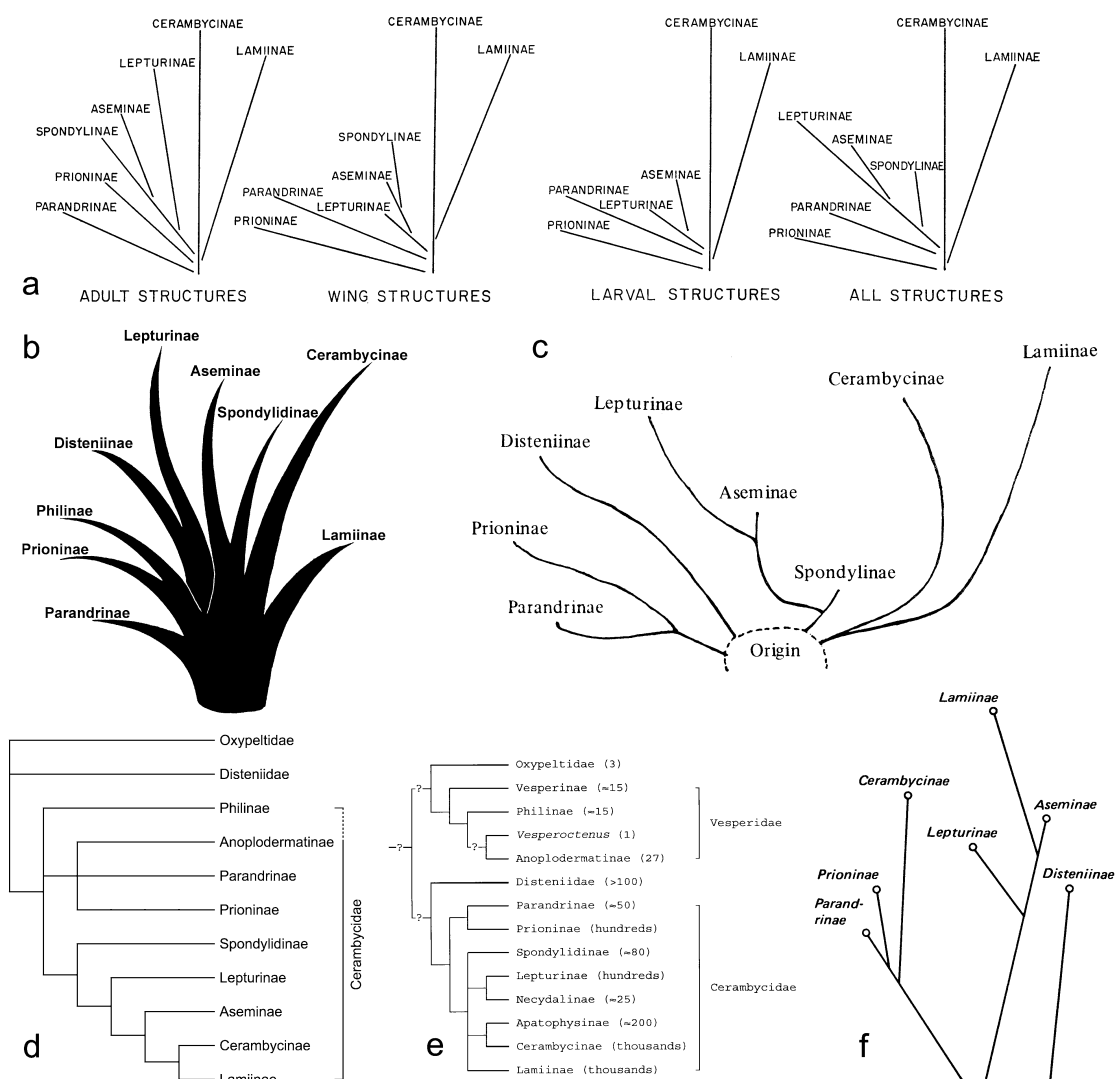 CERAMBYCINAE
LAMIINAE
LEPTURINAE
ASEMINAE
SPONDYLINAE
PRIONINAE
PARANDRINAE
ADULT STRUCTURES
CERAMBYCINAE
LAMIINAE
SPONDYLINAE
ASEMINAE
PARANDRINAE
LEPTURINAE
PRIONINAE
WING STRUCTURES
CERAMBYCINAE
LAMIINAE
ASEMINAE
PARANDRINAE
LEPTURINAE
PRIONINAE
LARVAL STRUCTURES
CERAMBYCINAE
LAMIINAE
LEPTURINAE
ASEMINAE
SPONDYLINAE
PARANDRINAE
PRIONINAE
ALL STRUCTURES
a
b
Lepturinae
Cerambycinae
Aseminae
Spondylidinae
Disteniinae
Philinae
Lamiinae
Prioninae
Parandrinae
c
Lamiinae
Cerambycinae
Lepturinae
Disteniinae
Aseminae
Prioninae
Spondylinae
Parandrinae
Origin
Oxypeltidae
Disteniidae
Philinae
Anoplodermatinae
Parandrinae
Prioninae
Spondylidinae
Lepturinae
Aseminae
Cerambycinae
Lamiinae
Cerambycidae
d
Oxypeltidae (3)
Vesperinae (≈15)
Philinae (≈15)
Vesperoctenus (1)
Anoplodermatinae (27)
Disteniidae (>100)
Parandrinae (≈50)
Prioninae (hundreds)
Spondylidinae (≈80)
Lepturinae (hundreds)
Necydalinae (≈25)
Apatophysinae (≈200)
Cerambycinae (thousands)
Lamiinae (thousands)
Vesperidae
Cerambycidae
?
?
?
?
e
Lamiinae
Cerambycinae
Aseminae
Lepturinae
Prioninae
Disteniinae
Parand-
rinae
f